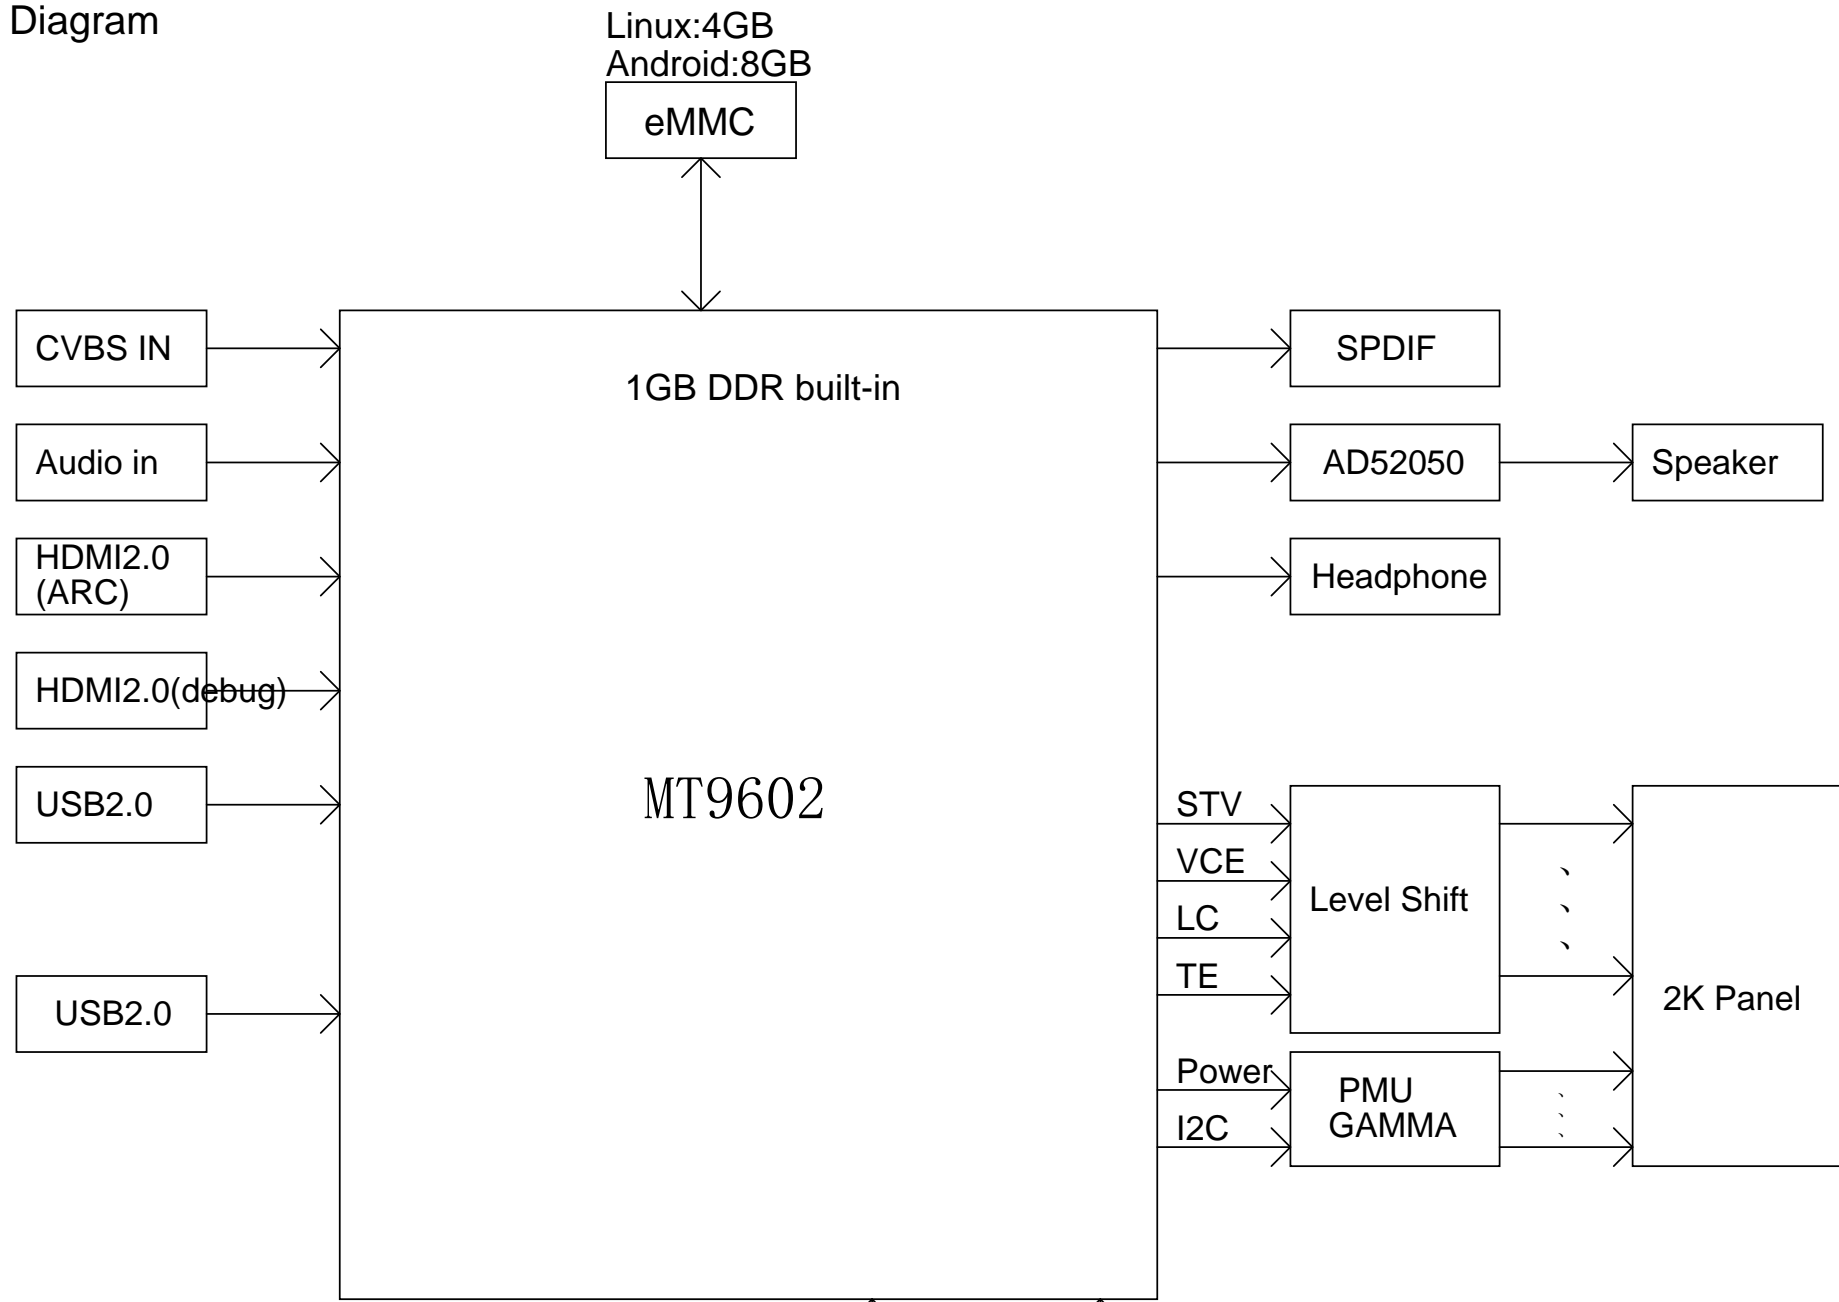 Diagram
Linux:4GB
Android:8GB
eMMC
CVBS IN
Audio in
HDMI2.0
(ARC)
HDMI2.0(debug)
USB2.0
USB2.0
1GB DDR built-in
MT9602
SPDIF
AD52050
Speaker
Headphone
STV
VCE
LC
TE
Level Shift
Power
I2C
PMU
GAMMA
2K Panel